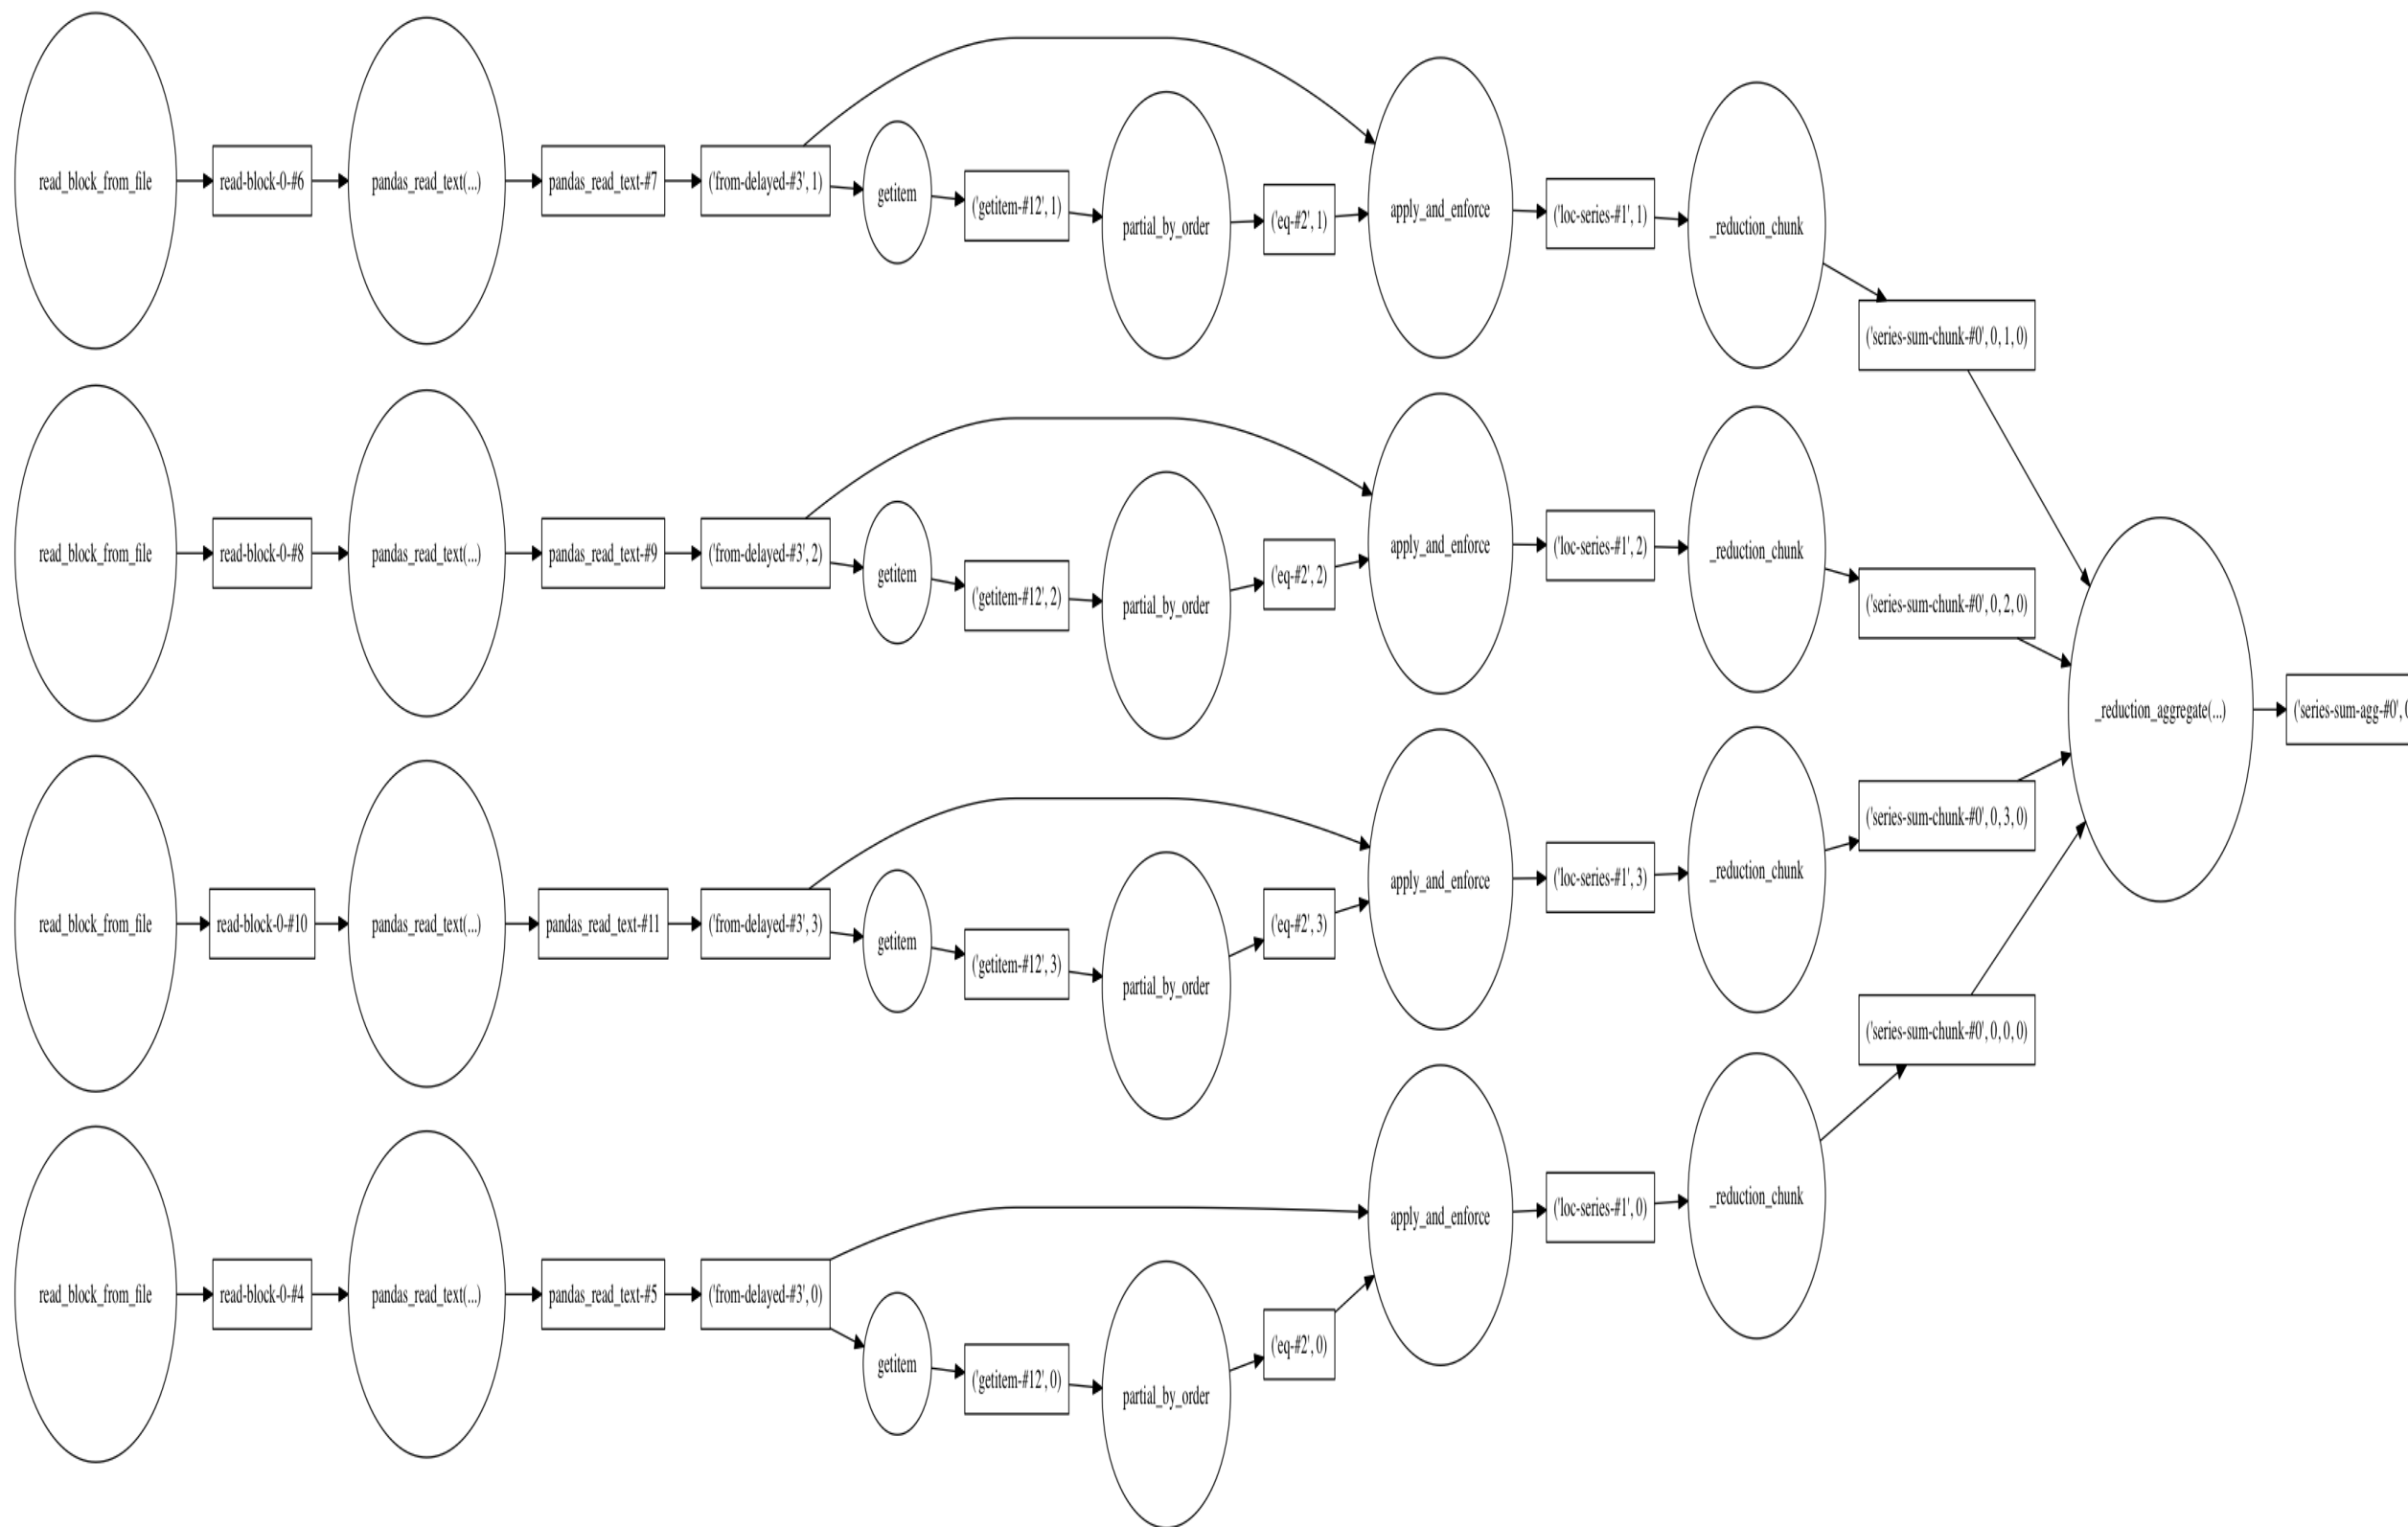 read_block_from_file
read-block-0-#6
pandas_read_text(...)
pandas_read_text-#7
('from-delayed-#3', 1)
getitem
('getitem-#12', 1)
partial_by_order
('eq-#2', 1)
apply_and_enforce
('loc-series-#1', 1)
_reduction_chunk
('series-sum-chunk-#0', 0, 1, 0)
read_block_from_file
read-block-0-#8
pandas_read_text(...)
pandas_read_text-#9
('from-delayed-#3', 2)
getitem
('getitem-#12', 2)
partial_by_order
('eq-#2', 2)
apply_and_enforce
('loc-series-#1', 2)
_reduction_chunk
('series-sum-chunk-#0', 0, 2, 0)
_reduction_aggregate(...)
('series-sum-agg-#0', 0
read_block_from_file
read-block-0-#10
pandas_read_text(...)
pandas_read_text-#11
('from-delayed-#3', 3)
getitem
('getitem-#12', 3)
partial_by_order
('eq-#2', 3)
apply_and_enforce
('loc-series-#1', 3)
_reduction_chunk
('series-sum-chunk-#0', 0, 3, 0)
read_block_from_file
read-block-0-#4
pandas_read_text(...)
pandas_read_text-#5
('from-delayed-#3', 0)
getitem
('getitem-#12', 0)
partial_by_order
('eq-#2', 0)
apply_and_enforce
('loc-series-#1', 0)
_reduction_chunk
('series-sum-chunk-#0', 0, 0, 0)